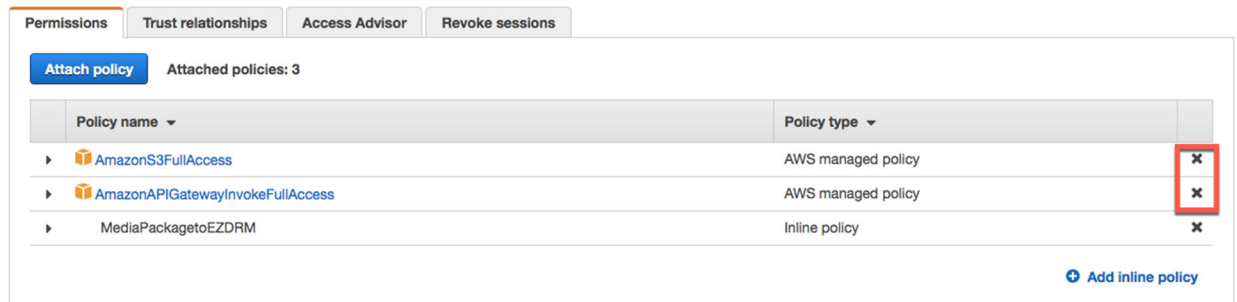 Permissions Trust relationships Access Advisor Revoke sessions
Attach policy Attached policies: 3
Policy name Policy type
AmazonS3FullAccess AWS managed policy
AmazonAPIGatewayInvokeFullAccess AWS managed policy
MediaPackagetoEZDRM Inline policy
Add inline policy